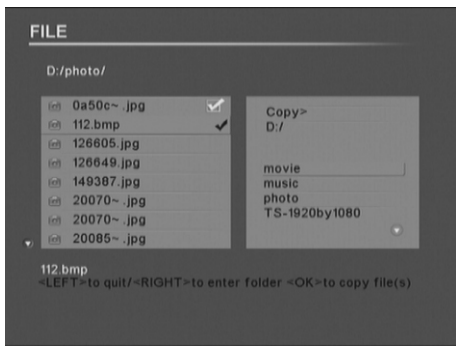 FILE
D:/photo/
0a50c~ .jpg
112.bmp
126605.jpg
126649.jpg
149387.jpg
20070~ .jpg
20070~ .jpg
20085~ .jpg
Copy>
D:/
movie
music
photo
TS-1920by1080
112.bmp
<LEFT>to quit/<RIGHT>to enter folder <OK>to copy file(s)